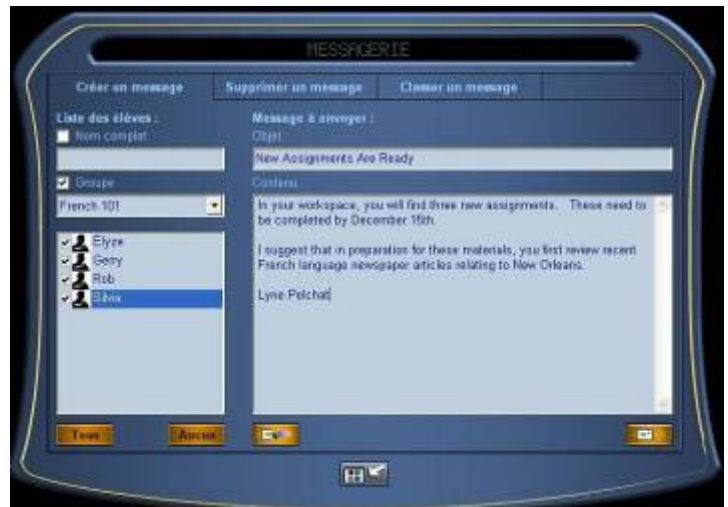 MESSAGERIE
Créer un message
Supprimer un message
Classer un message
Liste des élèves :
Nom complet
Message à envoyer :
Objet
New Assignments Are Ready
Groupe
Contenu
French 101
In your workspace, you will find three new assignments. These need to
be completed by December 15th.
I suggest that in preparation for these materials, you first review recent
French language newspaper articles relating to New Orleans.
Lyne Pelchat
Elyze
Gerry
Rob
Silvia
Tous
Aucun